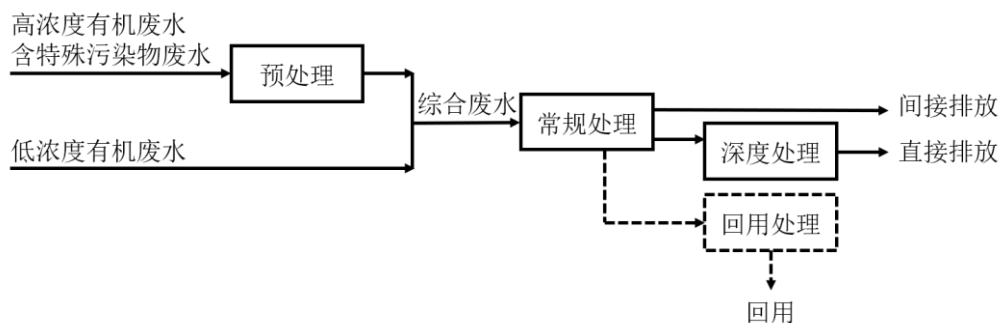 高浓度有机废水
含特殊污染物废水
预处理
低浓度有机废水
综合废水
常规处理
间接排放
深度处理
直接排放
回用处理
回用